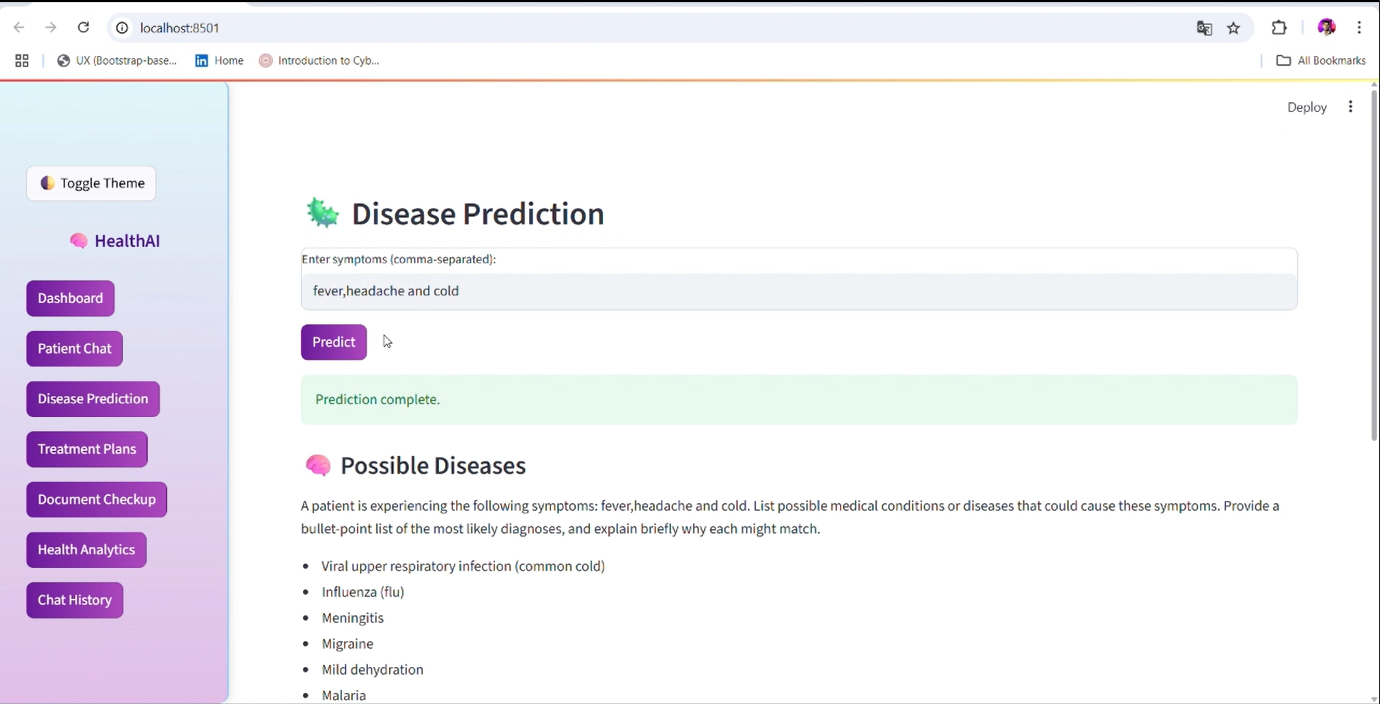 localhost:8501
UX (Bootstrap-base...
Home
Introduction to Cyb...
All Bookmarks
Deploy
Toggle Theme
HealthAI
Dashboard
Patient Chat
Disease Prediction
Treatment Plans
Document Checkup
Health Analytics
Chat History
Disease Prediction
Enter symptoms (comma-separated):
fever,headache and cold
Predict
Prediction complete.
Possible Diseases
A patient is experiencing the following symptoms: fever,headache and cold. List possible medical conditions or diseases that could cause these symptoms. Provide a
bullet-point list of the most likely diagnoses, and explain briefly why each might match.
• Viral upper respiratory infection (common cold)
• Influenza (flu)
• Meningitis
• Migraine
• Mild dehydration
• Malaria